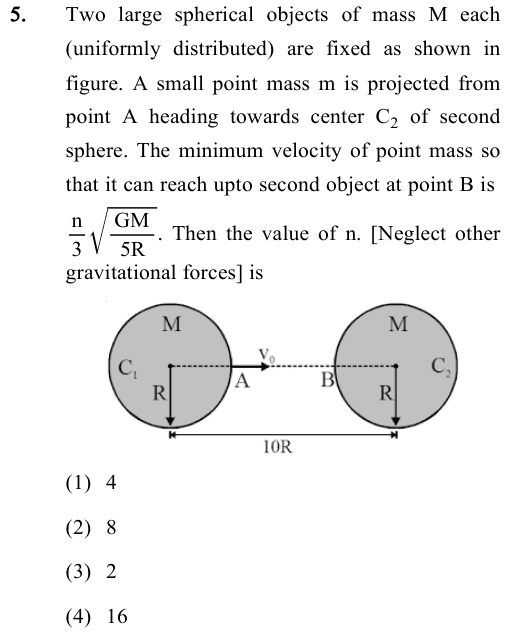 5. Two large spherical objects of mass M each
(uniformly distributed) are fixed as shown in
figure. A small point mass m is projected from
point A heading towards center C₂ of second
sphere. The minimum velocity of point mass so
that it can reach upto second object at point B is
n/3 √(GM/5R). Then the value of n. [Neglect other
gravitational forces] is
M M
C₁ V₀ C₂
A B
R R
10R
(1) 4
(2) 8
(3) 2
(4) 16